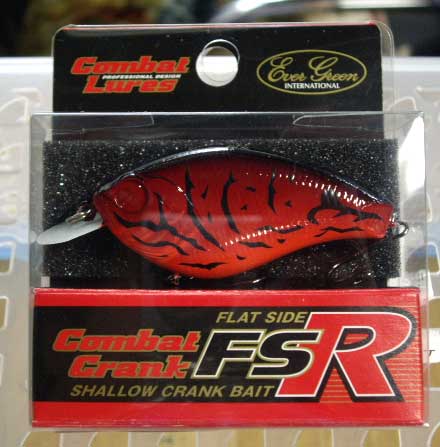 Combat
PROFESSIONAL DESIGN
Lures
Ever Green
INTERNATIONAL
FLAT SIDE
Combat
Crank
FSR
SHALLOW CRANK BAIT